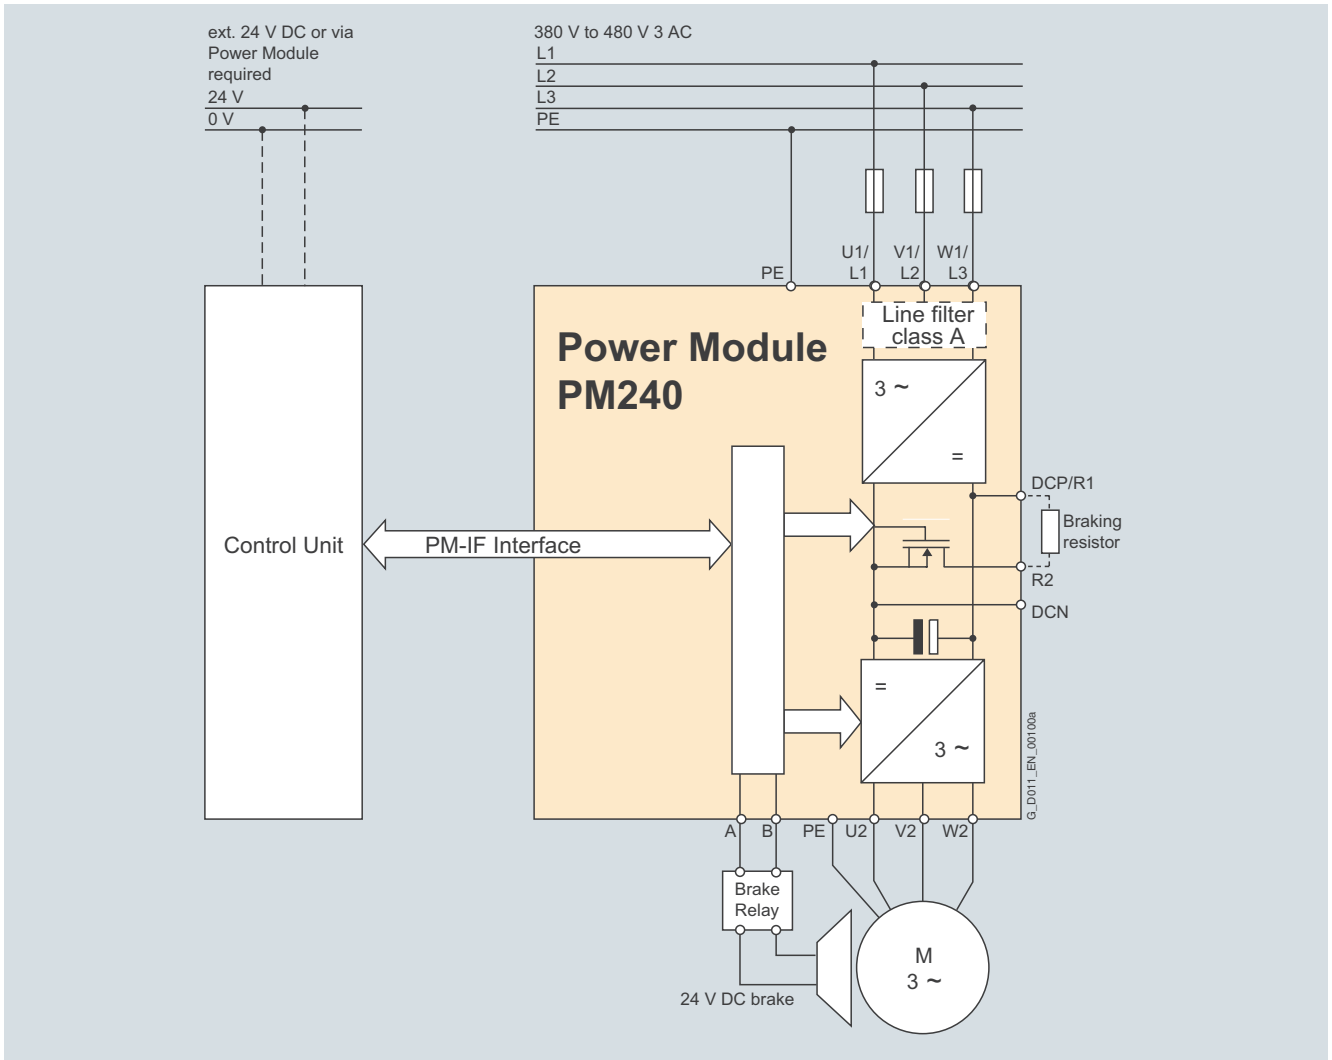 ext. 24 V DC or via
Power Module
required
24 V
0 V
380 V to 480 V 3 AC
L1
L2
L3
PE
PE
U1/
L1
V1/
L2
W1/
L3
Line filter
class A
Power Module
PM240
3 ~
=
DCP/R1
Braking
resistor
R2
DCN
Control Unit
PM-IF Interface
=
3 ~
G_D011_EN_00100a
A
B
PE
U2
V2
W2
Brake
Relay
M
3 ~
24 V DC brake